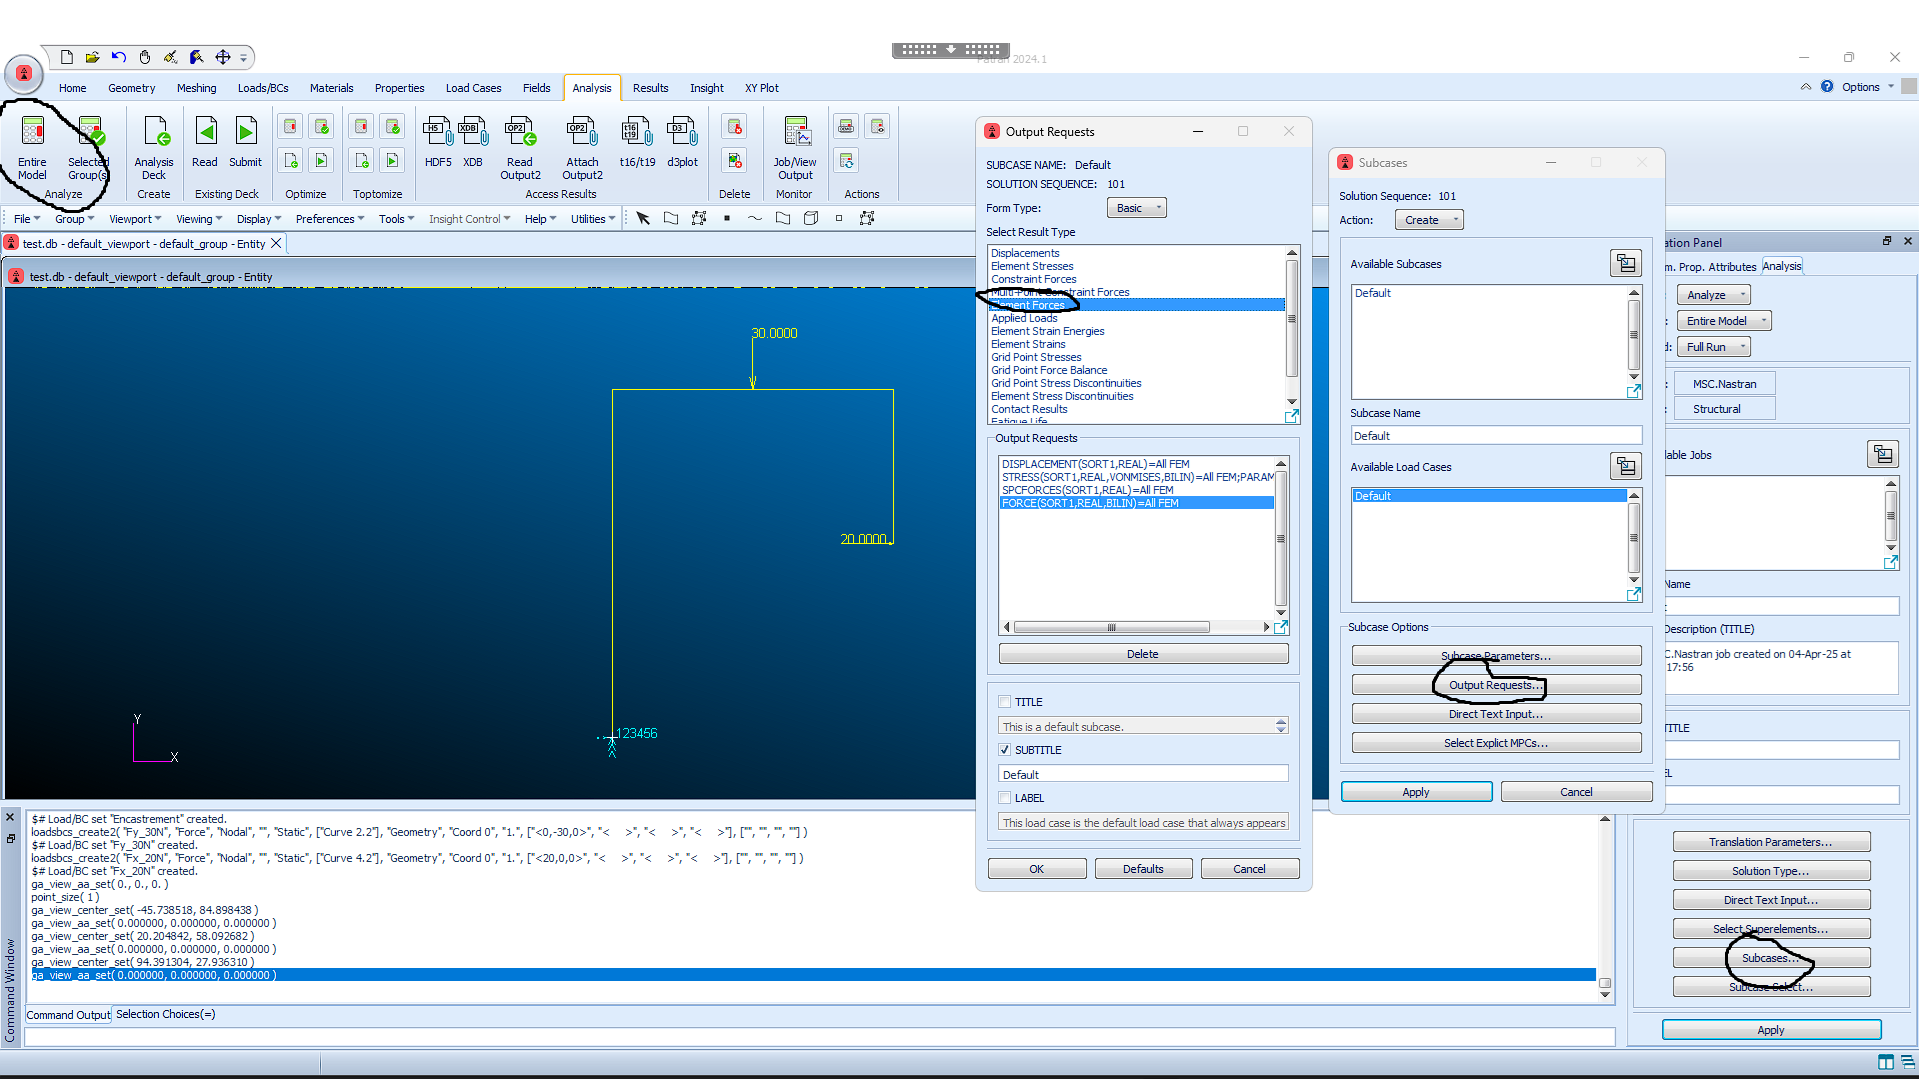 Patran 2024.1
Home Geometry Meshing Loads/BCs Materials Properties Load Cases Fields Analysis Results Insight XY Plot
Options
Entire Model
Selected Group(s)
Analysis Deck
Read
Submit
HDF5
XDB
Read Output2
Attach Output2
t16/t19
d3plot
Job/View Output
Analyze
Create
Existing Deck
Optimize
Toptomize
Access Results
Delete
Monitor
Actions
File Group Viewport Viewing Display Preferences Tools Insight Control Help Utilities
test.db - default_viewport - default_group - Entity
test.db - default_viewport - default_group - Entity
30.0000
20.0000
123456
Y
X
Output Requests
SUBCASE NAME: Default
SOLUTION SEQUENCE: 101
Form Type: Basic
Select Result Type
Displacements
Element Stresses
Constraint Forces
Multi-Point Constraint Forces
Element Forces
Applied Loads
Element Strain Energies
Element Strains
Grid Point Stresses
Grid Point Force Balance
Grid Point Stress Discontinuities
Element Stress Discontinuities
Contact Results
Fatigue Life
Output Requests
DISPLACEMENT(SORT1,REAL)=All FEM
STRESS(SORT1,REAL,VONMISES,BILIN)=All FEM;PARAM
SPCFORCES(SORT1,REAL)=All FEM
FORCE(SORT1,REAL,BILIN)=All FEM
Delete
TITLE
This is a default subcase.
SUBTITLE
Default
LABEL
This load case is the default load case that always appears
OK Defaults Cancel
Subcases
Solution Sequence: 101
Action: Create
Available Subcases
Default
Subcase Name
Default
Available Load Cases
Default
Subcase Options
Subcase Parameters...
Output Requests...
Direct Text Input...
Select Explict MPCs...
Apply Cancel
ation Panel
m. Prop. Attributes Analysis
: Analyze
: Entire Model
d: Full Run
: MSC.Nastran
: Structural
lable Jobs
Name
Description (TITLE)
C.Nastran job created on 04-Apr-25 at
17:56
TITLE
EL
Translation Parameters...
Solution Type...
Direct Text Input...
Select Superelements...
Subcases...
Subcase Select...
Apply
$# Load/BC set "Encastrement" created.
loadsbcs_create2( "Fy_30N", "Force", "Nodal", "", "Static", ["Curve 2.2"], "Geometry", "Coord 0", "1.", ["<0,-30,0>", "< >", "< >", "< >"], ["", "", "", ""] )
$# Load/BC set "Fy_30N" created.
loadsbcs_create2( "Fx_20N", "Force", "Nodal", "", "Static", ["Curve 4.2"], "Geometry", "Coord 0", "1.", ["<20,0,0>", "< >", "< >", "< >"], ["", "", "", ""] )
$# Load/BC set "Fx_20N" created.
ga_view_aa_set( 0., 0., 0. )
point_size( 1 )
ga_view_center_set( -45.738518, 84.898438 )
ga_view_aa_set( 0.000000, 0.000000, 0.000000 )
ga_view_center_set( 20.204842, 58.092682 )
ga_view_aa_set( 0.000000, 0.000000, 0.000000 )
ga_view_center_set( 94.391304, 27.936310 )
ga_view_aa_set( 0.000000, 0.000000, 0.000000 )
Command Window
Command Output Selection Choices(=)